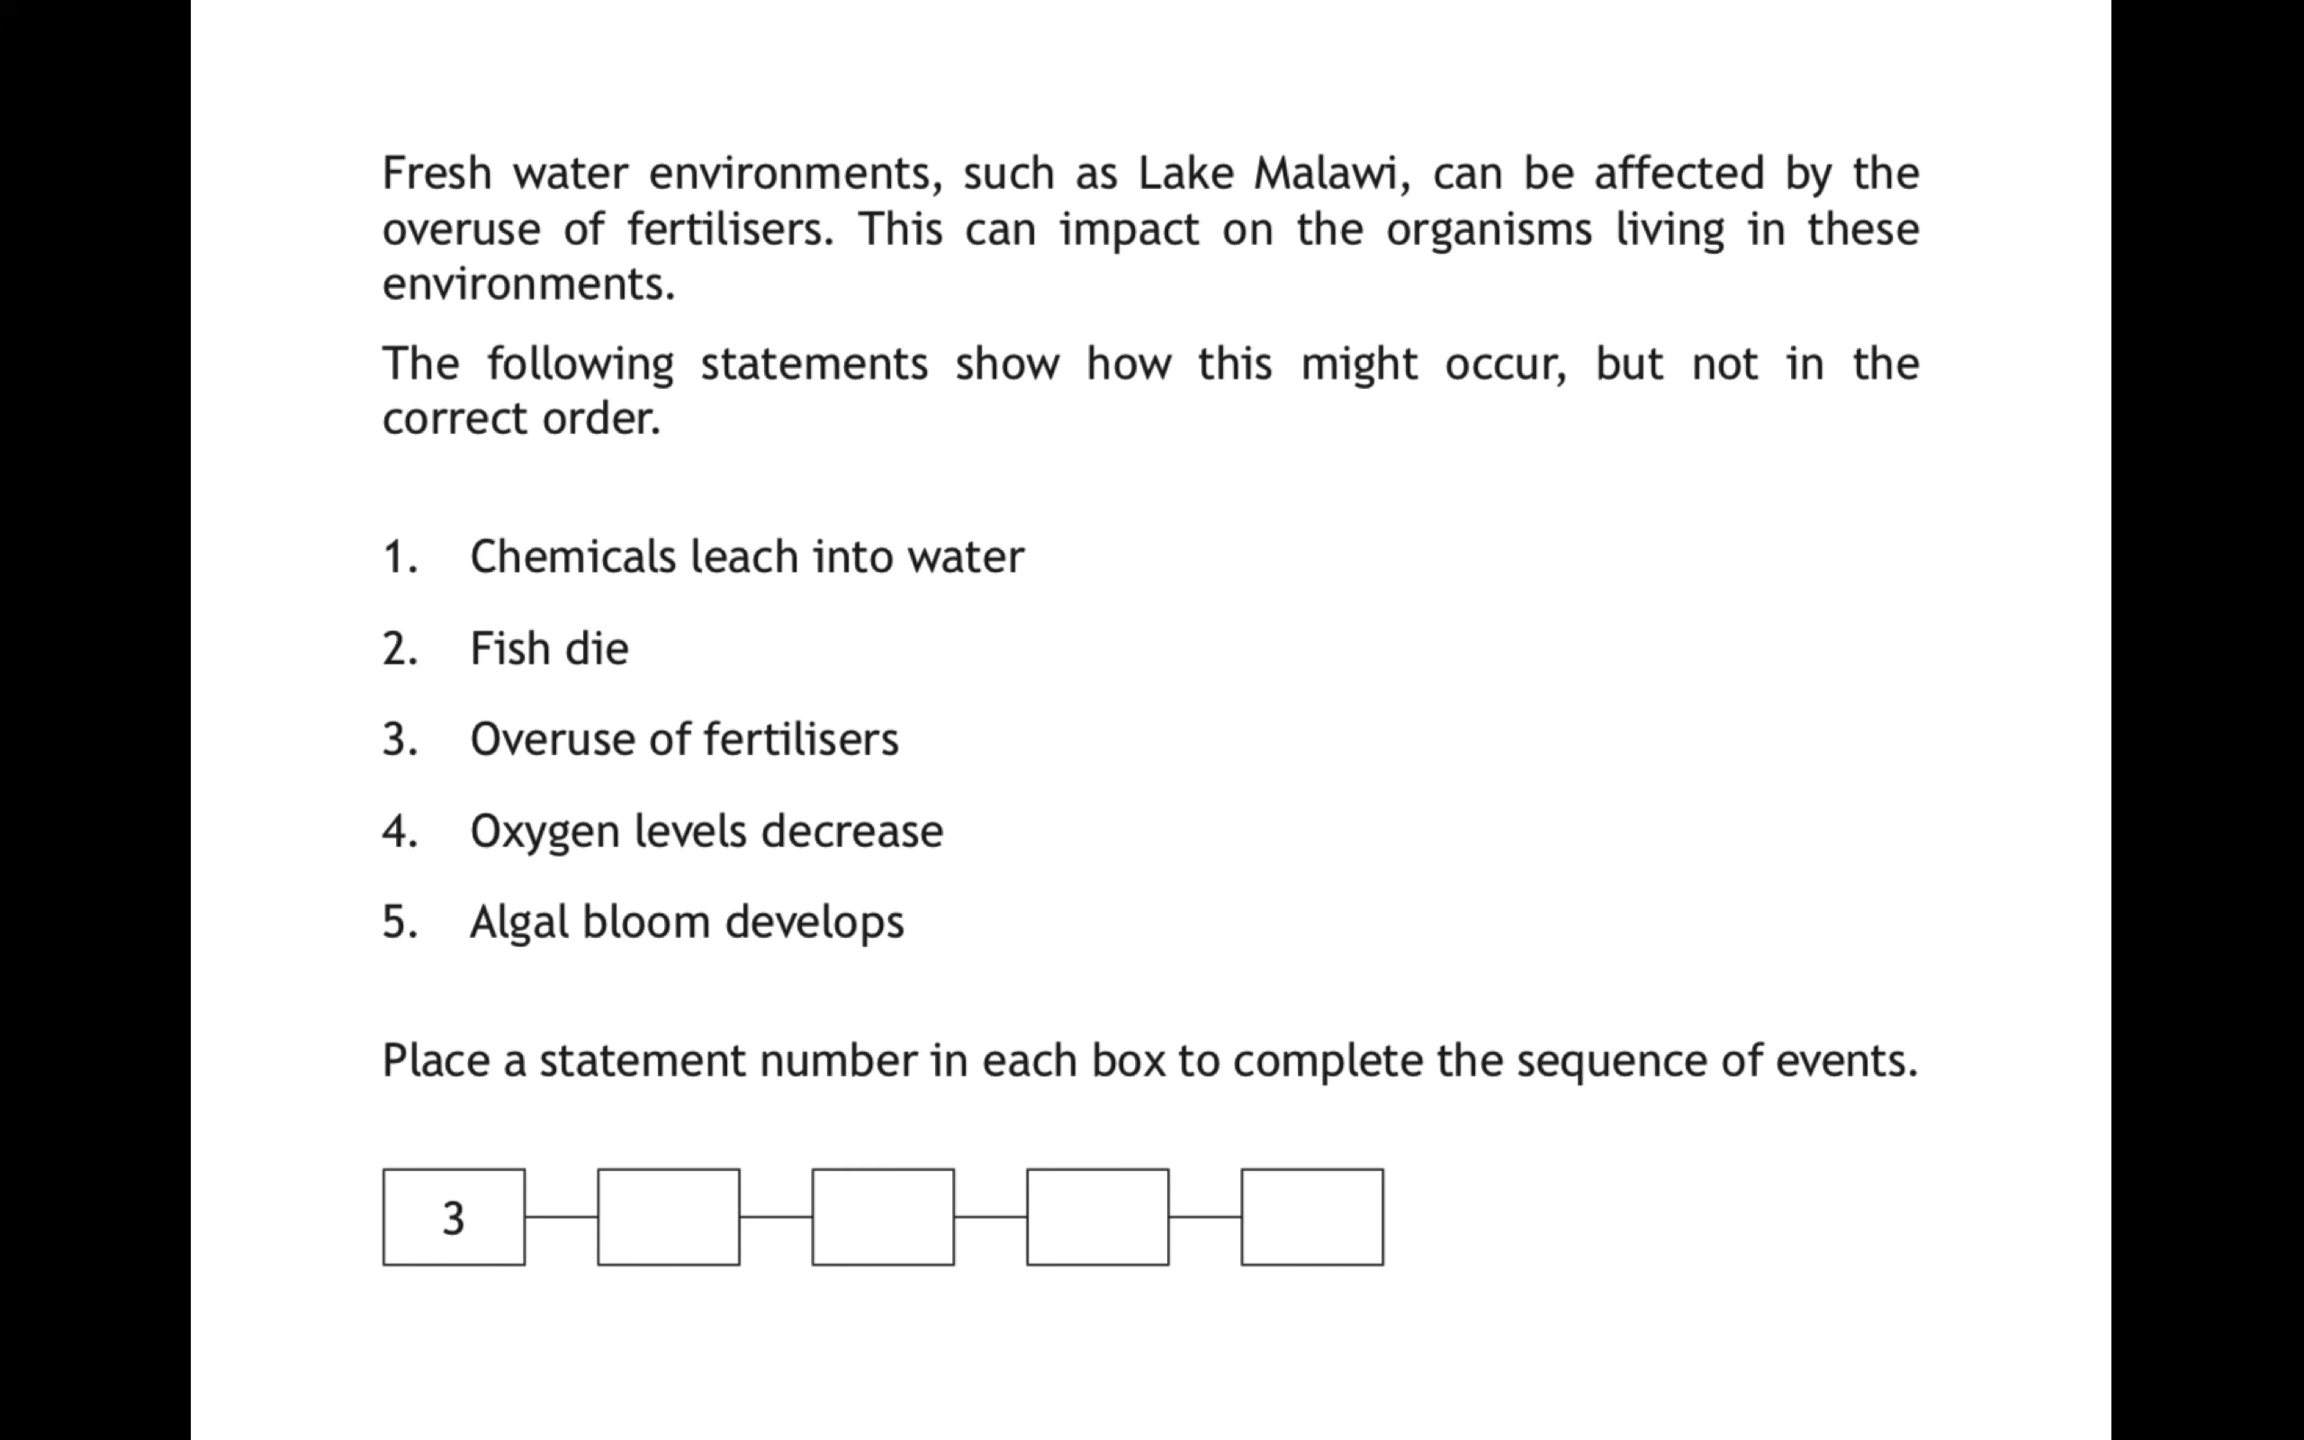 Fresh water environments, such as Lake Malawi, can be affected by the
overuse of fertilisers. This can impact on the organisms living in these
environments.
The following statements show how this might occur, but not in the
correct order.
1. Chemicals leach into water
2. Fish die
3. Overuse of fertilisers
4. Oxygen levels decrease
5. Algal bloom develops
Place a statement number in each box to complete the sequence of events.
3